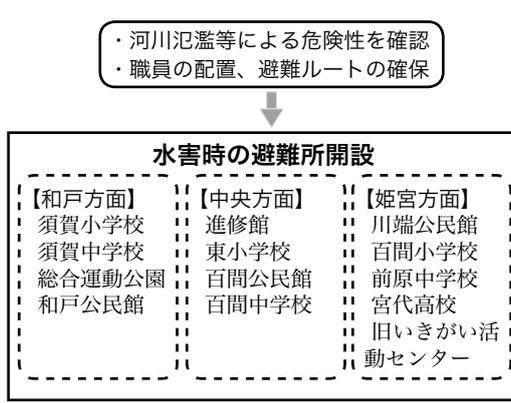 ・河川氾濫等による危険性を確認
・職員の配置、避難ルートの確保
水害時の避難所開設
【和戸方面】
須賀小学校
須賀中学校
総合運動公園
和戸公民館
【中央方面】
進修館
東小学校
百間公民館
百間中学校
【姫宮方面】
川端公民館
百間小学校
前原中学校
宮代高校
旧いきがい活
動センター